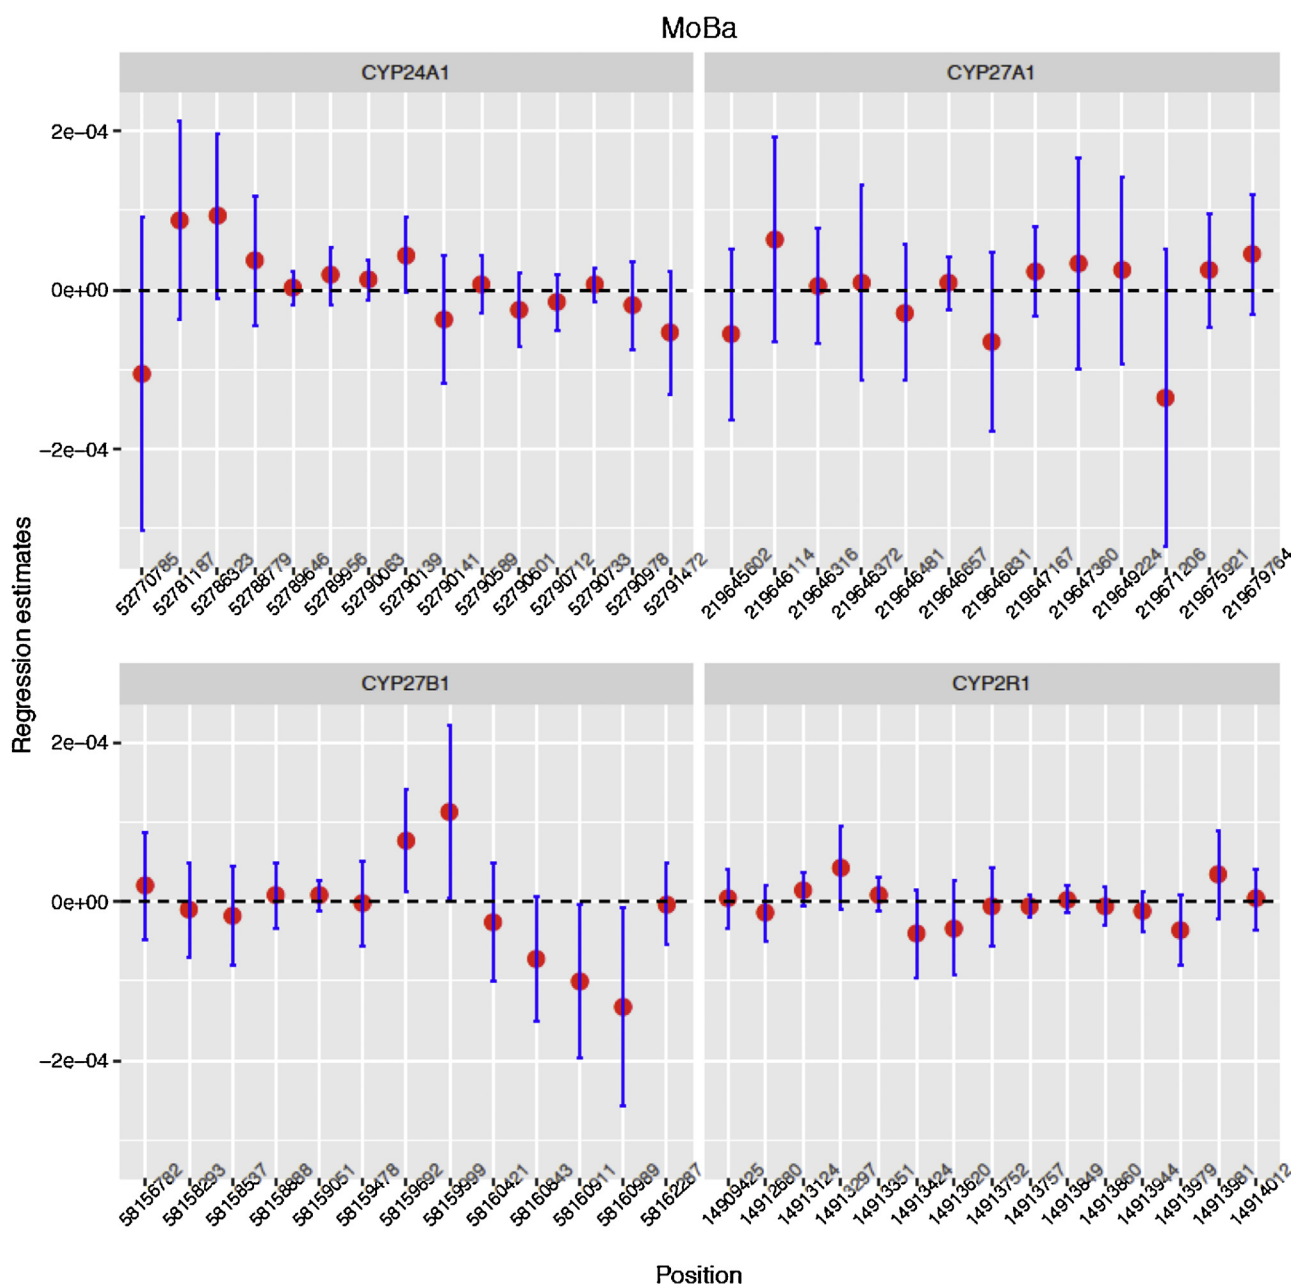 MoBa
CYP24A1 CYP27A1
2e−04
0e+00
−2e−04
52770785 52781187 52786323 52788779 52789646 52789956 52790063 52790139 52790141 52790589 52790601 52790712 52790733 52790978 52791472
219645602 219646114 219646316 219646372 219646481 219646657 219646831 219647167 219647360 219649224 219671206 219675921 219679764
Regression estimates
CYP27B1 CYP2R1
2e−04
0e+00
−2e−04
58156782 58158293 58158537 58158888 58159051 58159478 58159692 58159999 58160421 58160843 58160911 58160989 58162287
14909425 14912680 14913124 14913297 14913351 14913424 14913620 14913752 14913757 14913849 14913860 14913944 14913979 14913981 14914012
Position